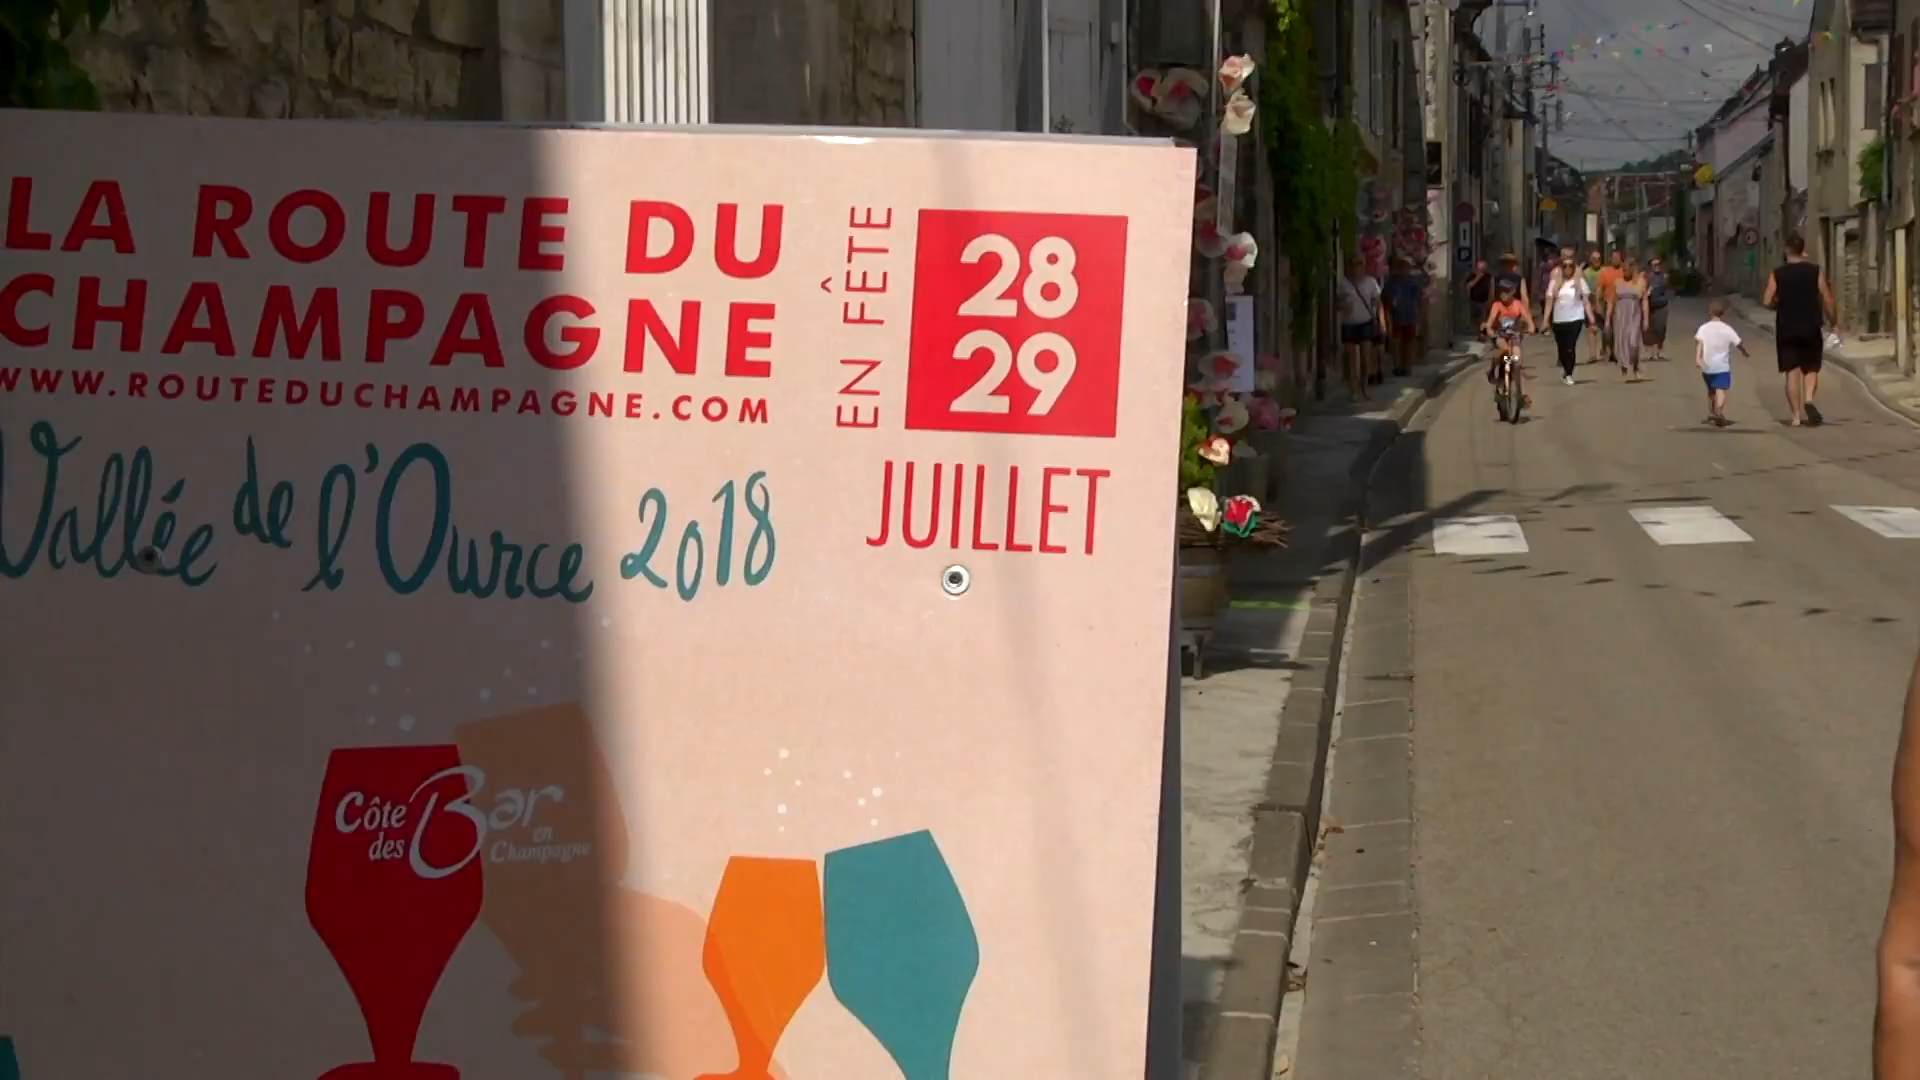 LA ROUTE DU
CHAMPAGNE
WWW.ROUTEDUCHAMPAGNE.COM
EN FÊTE
28
29
JUILLET
Vallée de l'Ource 2018
Côte des Bar
en Champagne